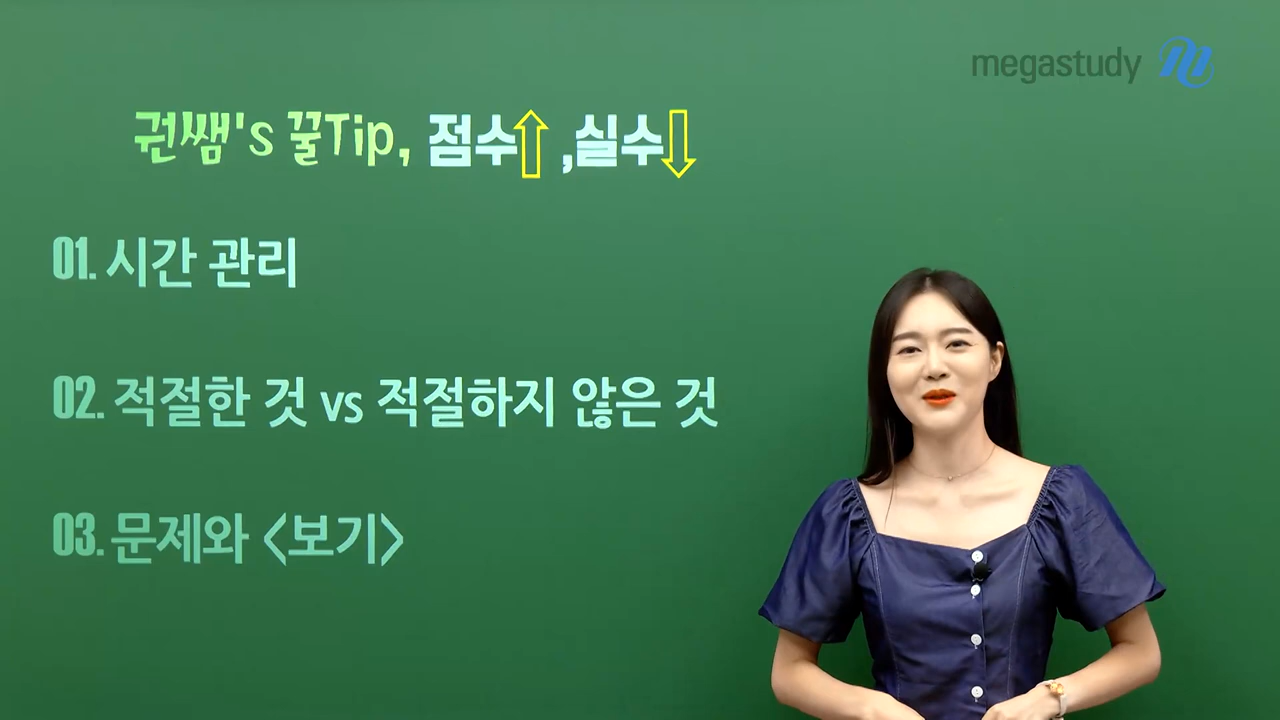 megastudy
권쌤's 꿀Tip, 점수⇧,실수⇩
01. 시간 관리
02. 적절한 것 vs 적절하지 않은 것
03. 문제와 <보기>